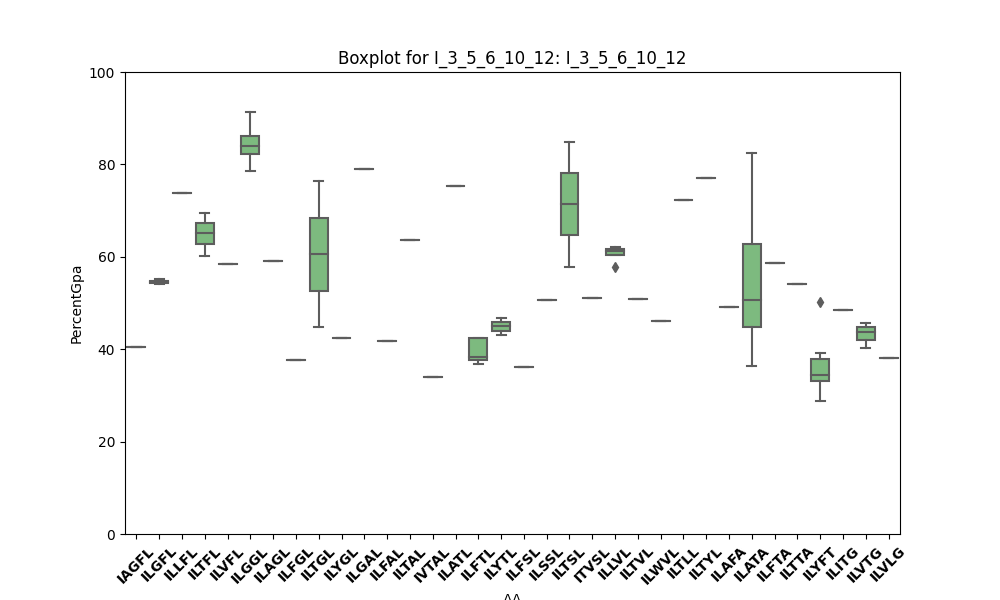 Boxplot for I_3_5_6_10_12: I_3_5_6_10_12
PercentGpa
100
80
60
40
20
0
IAGFL
ILGFL
ILLFL
ILTFL
ILVFL
ILGGL
ILAGL
ILFGL
ILTGL
ILYGL
ILGAL
ILFAL
ILTAL
IVTAL
ILATL
ILFTL
ILYTL
ILFSL
ILSSL
ILTSL
ITVSL
ILLVL
ILTVL
ILWVL
ILTLL
ILTYL
ILAFA
ILATA
ILFTA
ILTTA
ILYFT
ILITG
ILVTG
ILVLG
AA